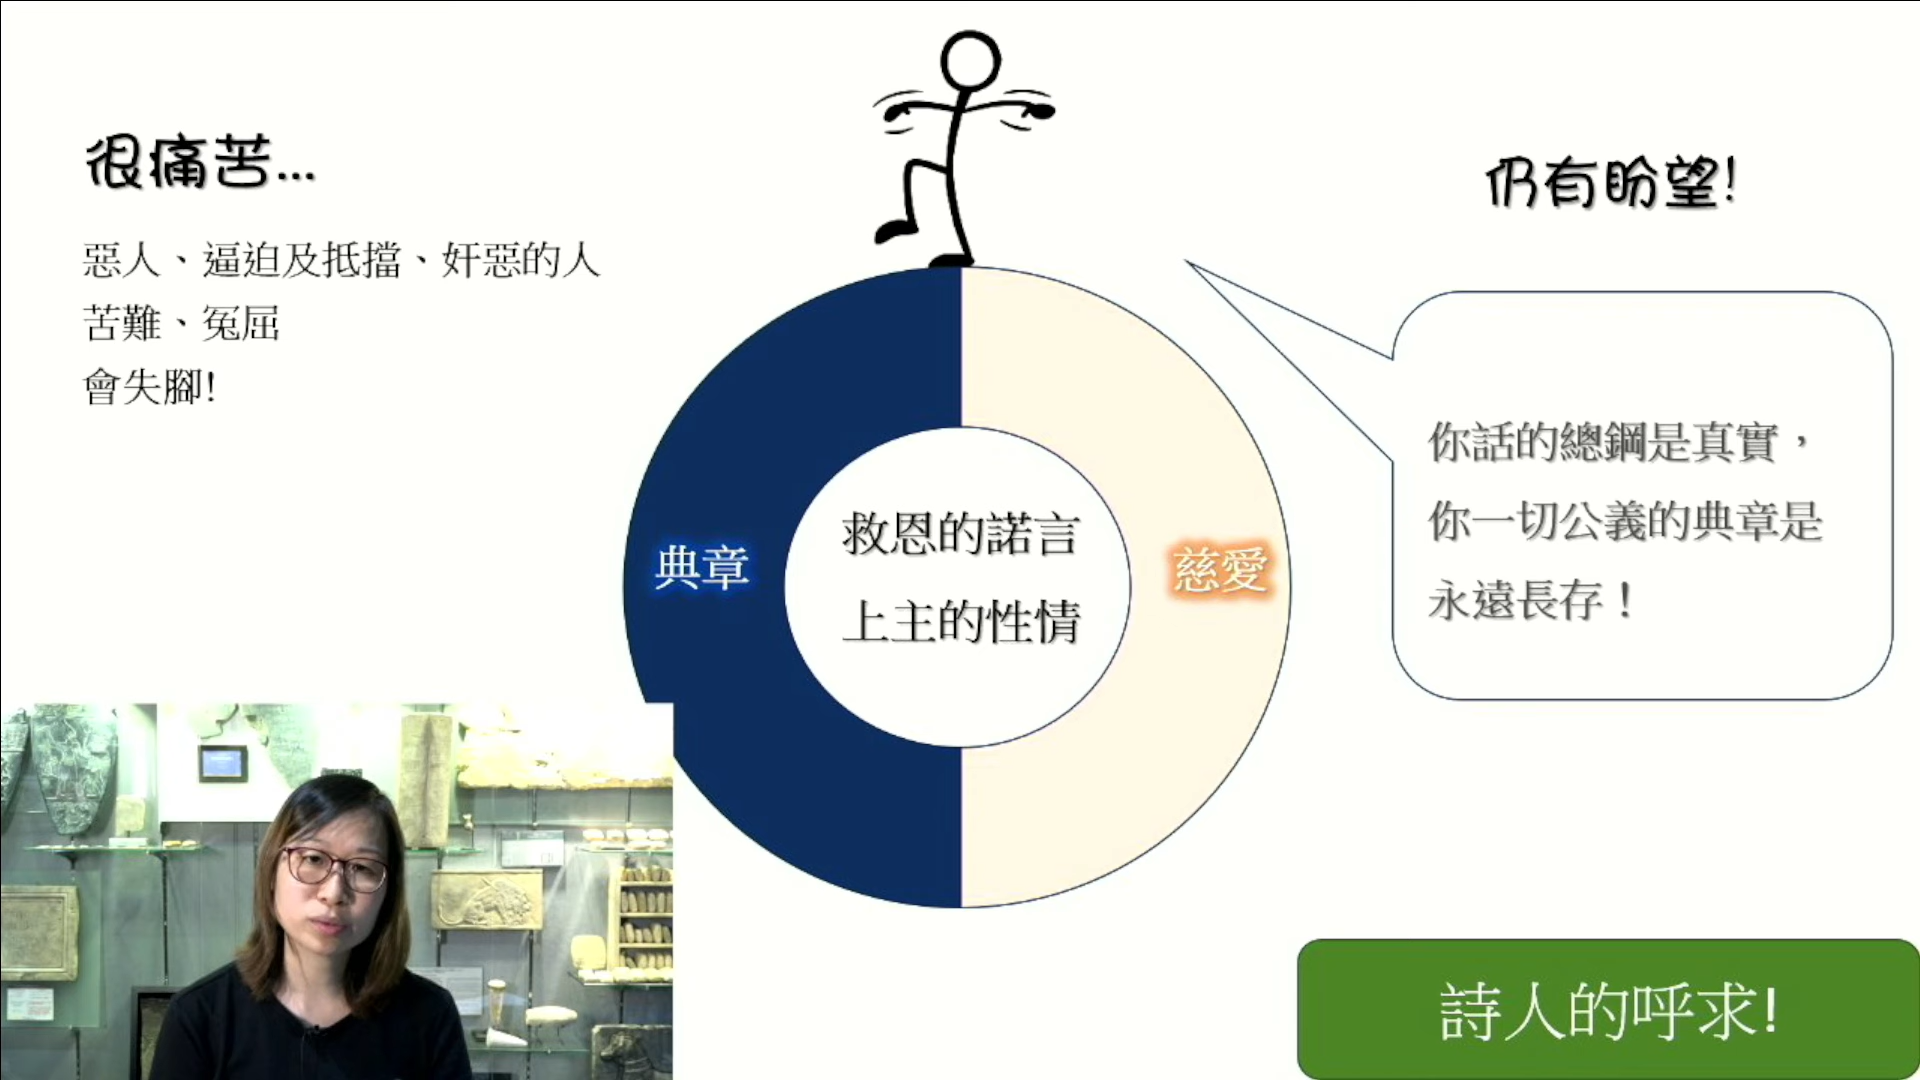 很痛苦...
惡人、逼迫及抵擋、奸惡的人
苦難、冤屈
會失腳!
仍有盼望!
你話的總鋼是真實，
你一切公義的典章是
永遠長存！
典章
救恩的諾言
上主的性情
慈愛
詩人的呼求!